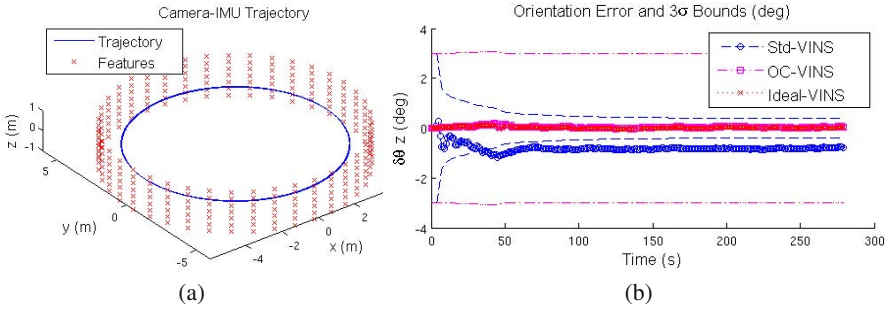 Camera-IMU Trajectory
Trajectory
Features
z (m)
1
0
-1
5
0
-5
y (m)
-4
-2
0
2
x (m)
(a)
Orientation Error and 3σ Bounds (deg)
Std-VINS
OC-VINS
Ideal-VINS
δθ z (deg)
4
2
0
-2
-4
0
50
100
150
200
250
300
Time (s)
(b)